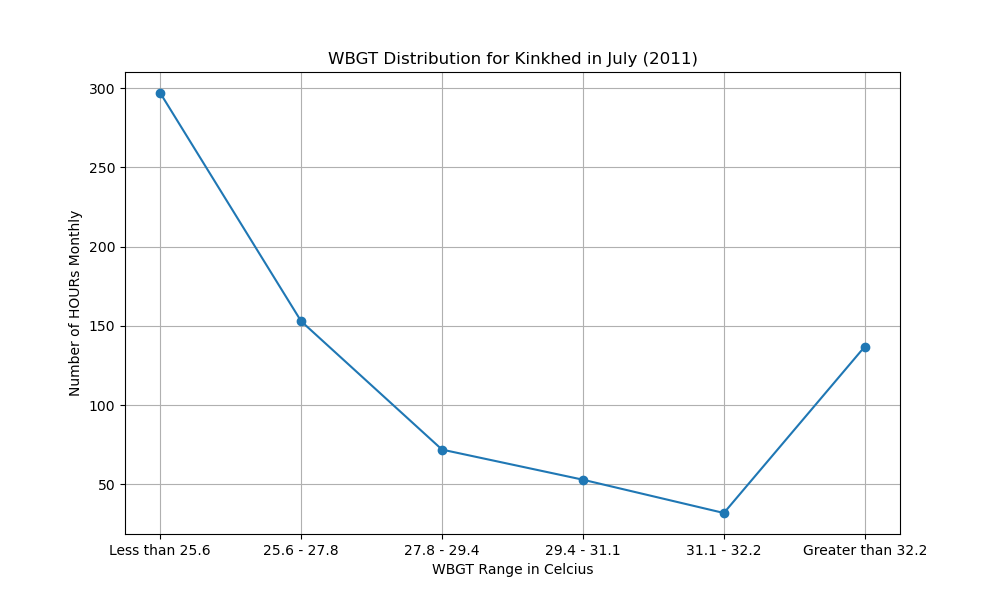 WBGT Distribution for Kinkhed in July (2011)
Number of HOURs Monthly
300
250
200
150
100
50
Less than 25.6
25.6 - 27.8
27.8 - 29.4
29.4 - 31.1
31.1 - 32.2
Greater than 32.2
WBGT Range in Celcius